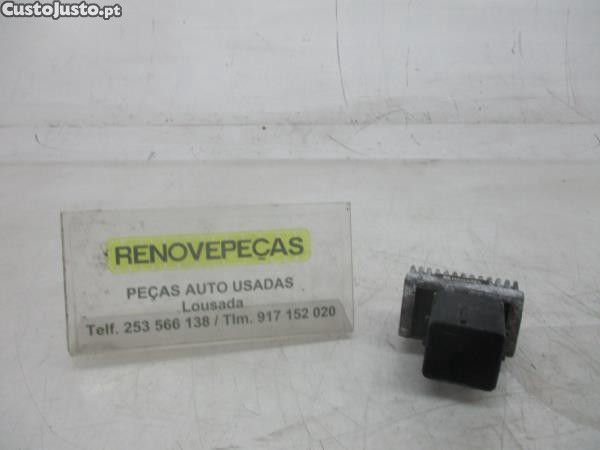 CustoJusto.pt
RENOVEPEÇAS
PEÇAS AUTO USADAS
Lousada
Telf. 253 566 138 / Tlm. 917 152 020